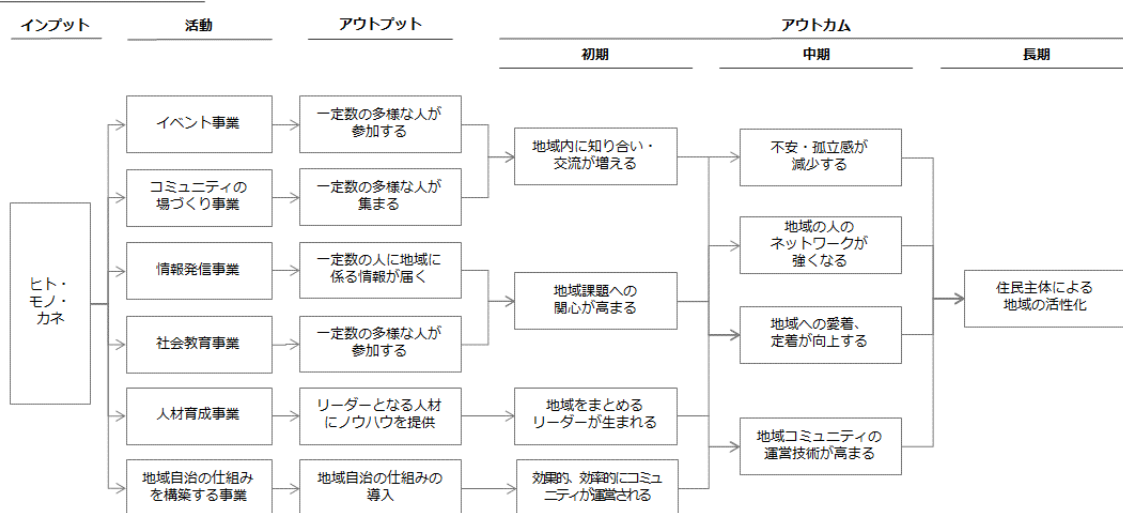 インプット
活動
アウトプット
アウトカム
初期
中期
長期
ヒト・
モノ・
カネ
イベント事業
一定数の多様な人が
参加する
コミュニティの
場づくり事業
一定数の多様な人が
集まる
地域内に知り合い・
交流が増える
情報発信事業
一定数の人に地域に
係る情報が届く
社会教育事業
一定数の多様な人が
参加する
地域課題への
関心が高まる
人材育成事業
リーダーとなる人材
にノウハウを提供
地域をまとめる
リーダーが生まれる
地域自治の仕組み
を構築する事業
地域自治の仕組みの
導入
効果的、効率的にコミュ
ニティが運営される
不安・孤立感が
減少する
地域の人の
ネットワークが
強くなる
地域への愛着、
定着が向上する
地域コミュニティの
運営技術が高まる
住民主体による
地域の活性化